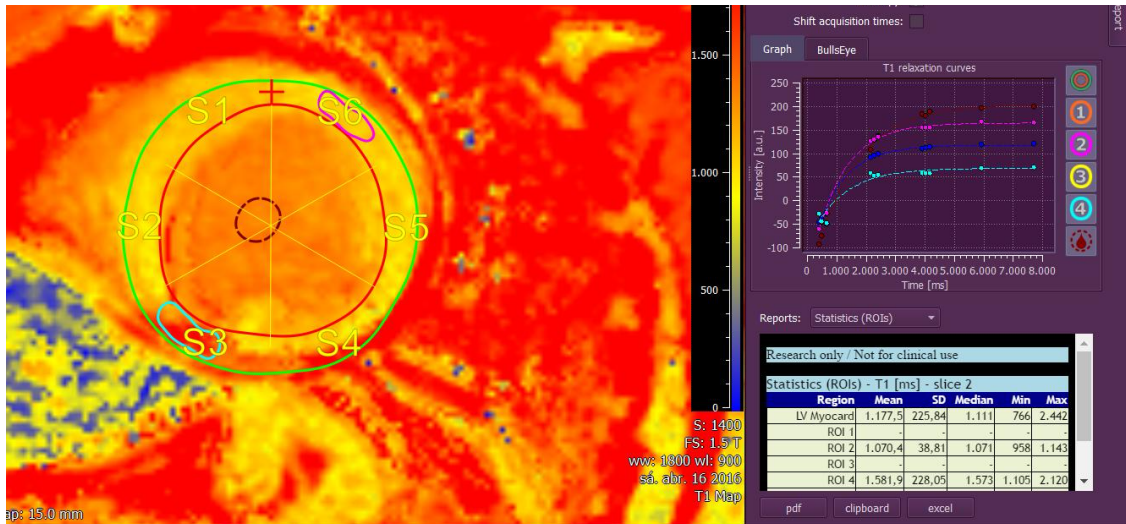 S1
S6
S2
S5
S3
S4
1.500
1.000
500
0
S: 1400
FS: 1.5°T
ww: 1800 wl: 900
sá. abr. 16 2016
T1 Map
ap: 15.0 mm
Shift acquisition times:
port
Graph BullsEye
T1 relaxation curves
Intensity [a.u.]
250
200
150
100
50
0
-50
-100
0 1.000 2.000 3.000 4.000 5.000 6.000 7.000 8.000
Time [ms]
1
2
3
4
Reports: Statistics (ROIs)
Research only / Not for clinical use
Statistics (ROIs) - T1 [ms] - slice 2
Region Mean SD Median Min Max
LV Myocard 1.177,5 225,84 1.111 766 2.442
ROI 1 - - - - -
ROI 2 1.070,4 38,81 1.071 958 1.143
ROI 3 - - - - -
ROI 4 1.581,9 228,05 1.573 1.105 2.120
pdf clipboard excel